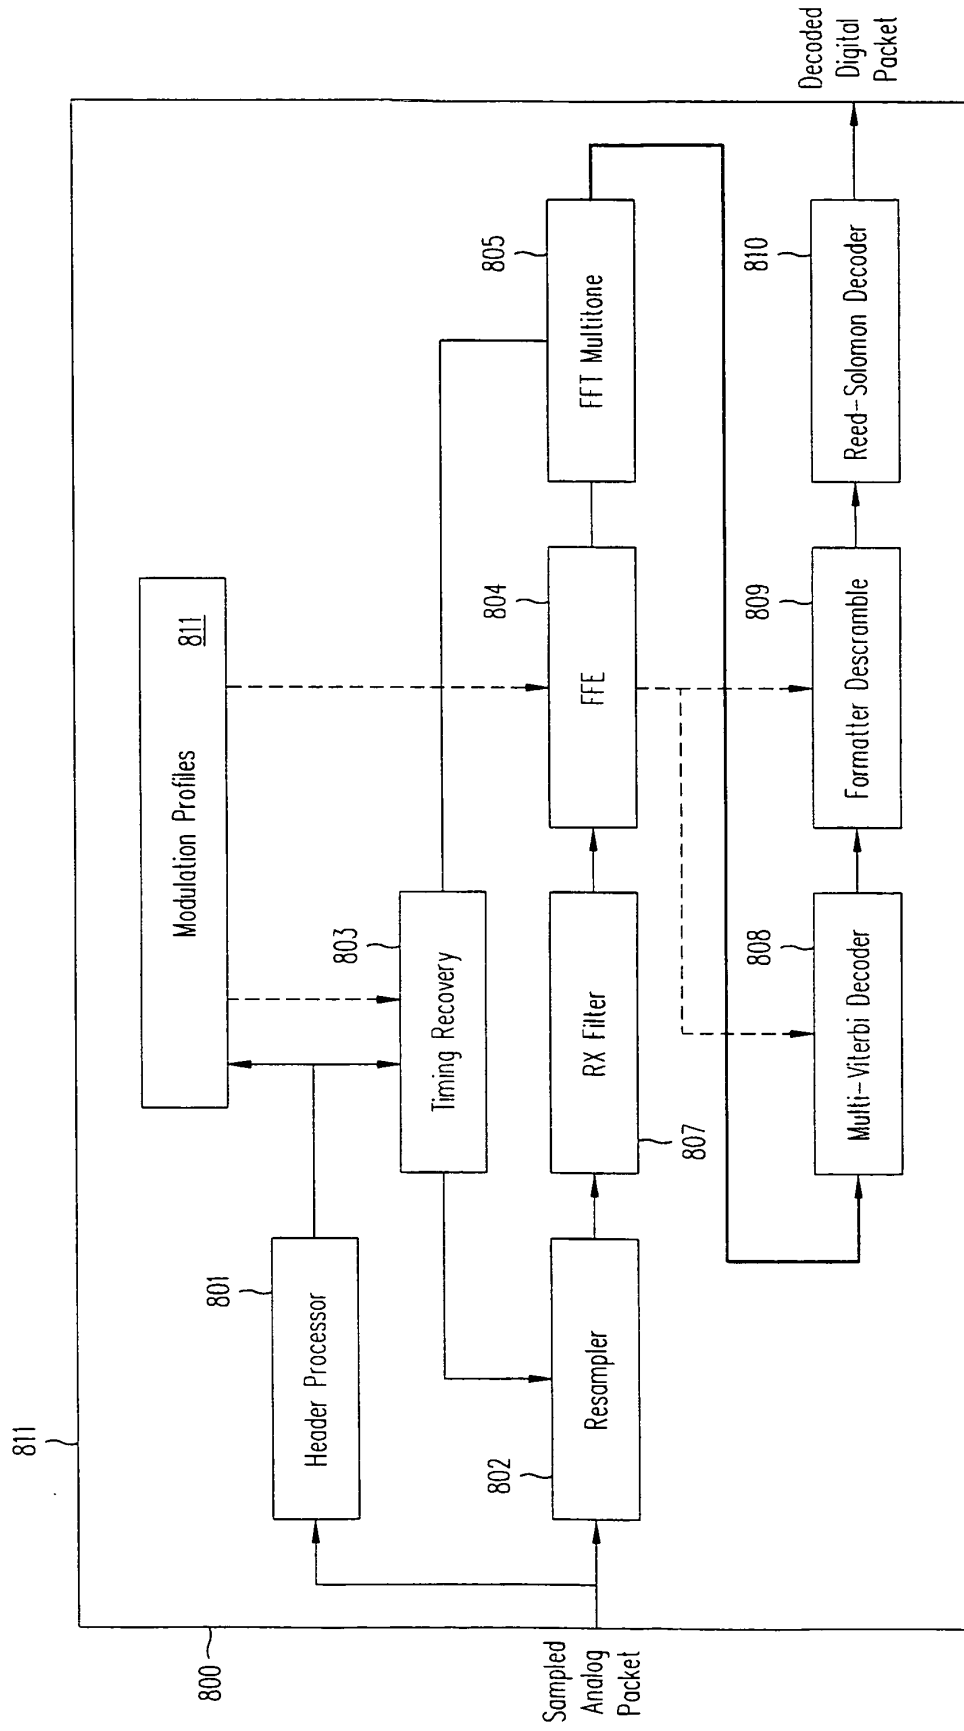 811
800
Sampled
Analog
Packet
Modulation Profiles
811
801
Header Processor
803
Timing Recovery
802
Resampler
RX Filter
807
804
FFE
805
FFT Multitone
808
Multi-Viterbi Decoder
809
Formatter Descramble
810
Reed-Solomon Decoder
Decoded
Digital
Packet